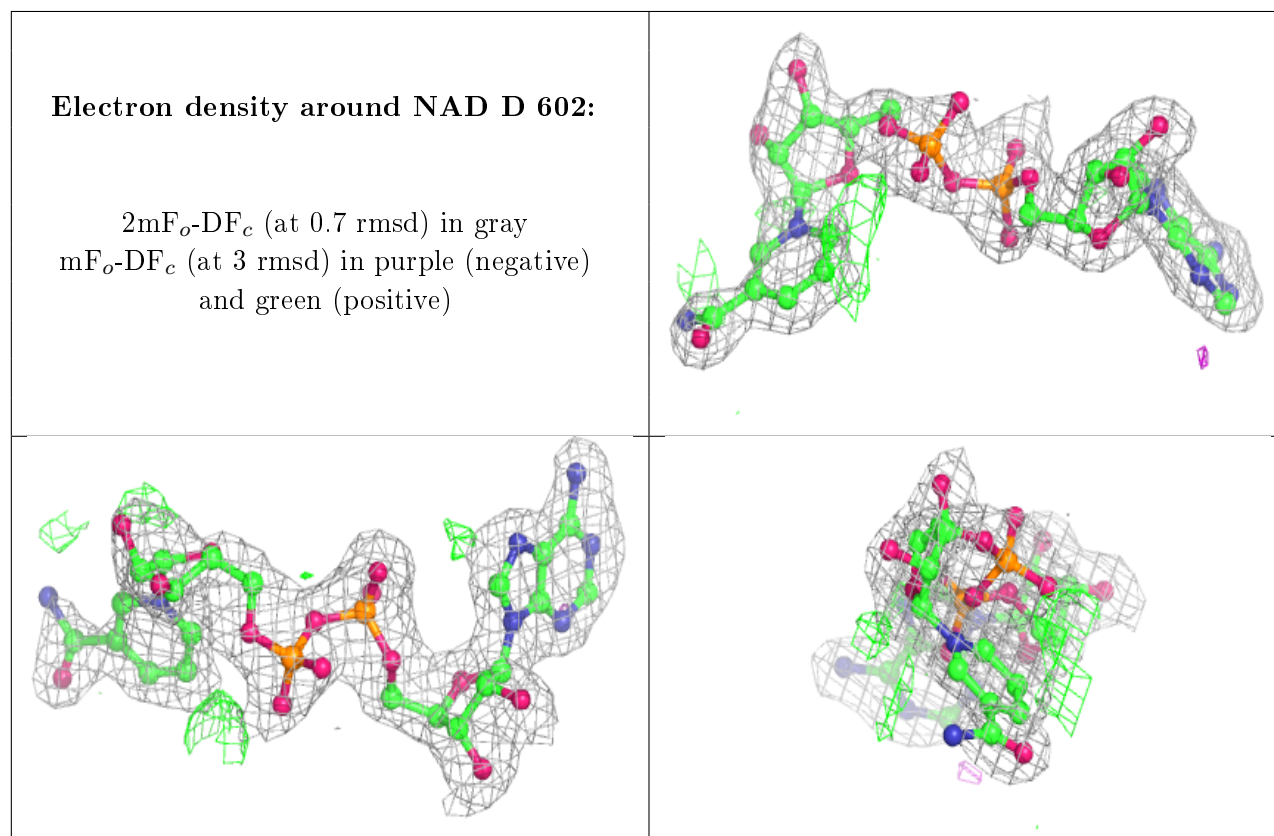 Electron density around NAD D 602:
2mFo-DFc (at 0.7 rmsd) in gray
mFo-DFc (at 3 rmsd) in purple (negative)
and green (positive)